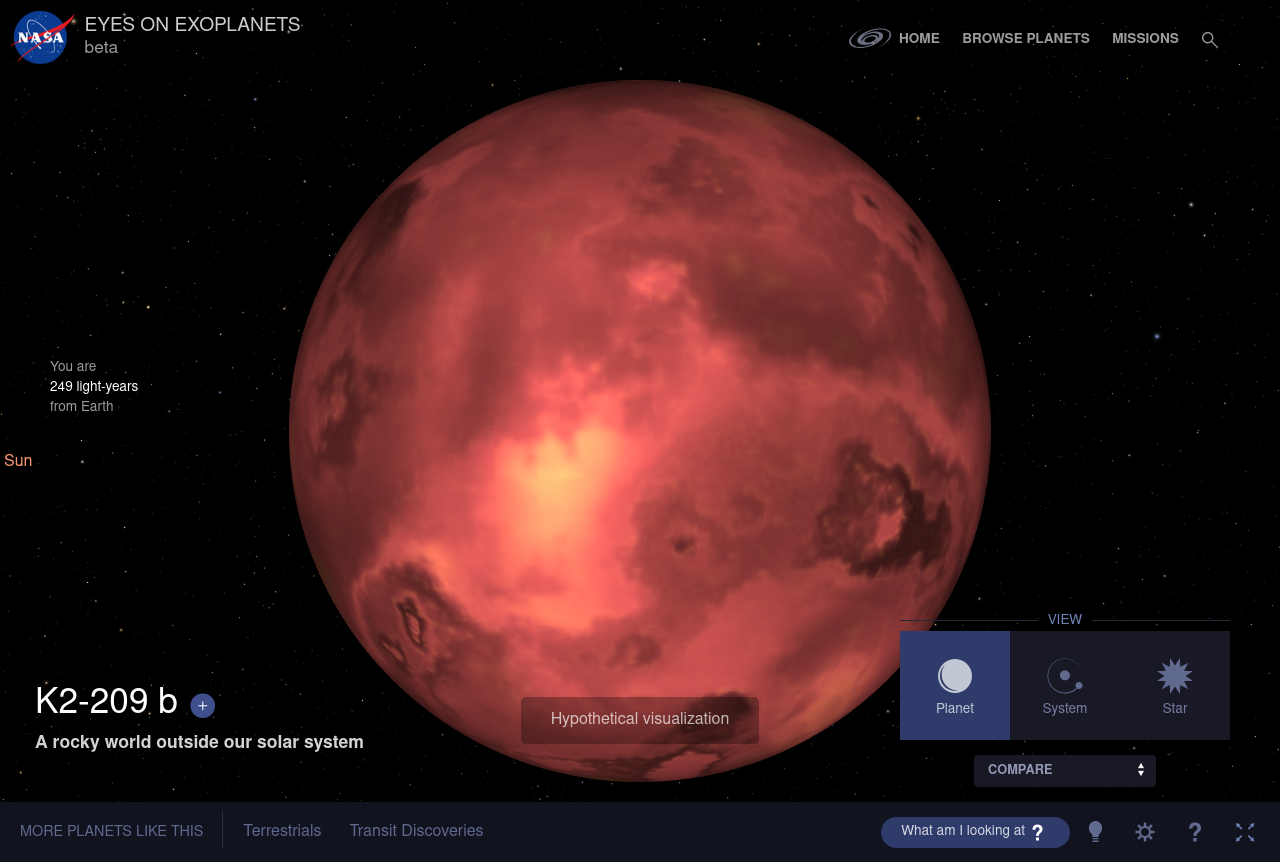 NASA
EYES ON EXOPLANETS
beta
HOME
BROWSE PLANETS
MISSIONS
You are
249 light-years
from Earth
Sun
K2-209 b +
A rocky world outside our solar system
Hypothetical visualization
VIEW
Planet
System
Star
COMPARE
MORE PLANETS LIKE THIS
Terrestrials
Transit Discoveries
What am I looking at ?
?